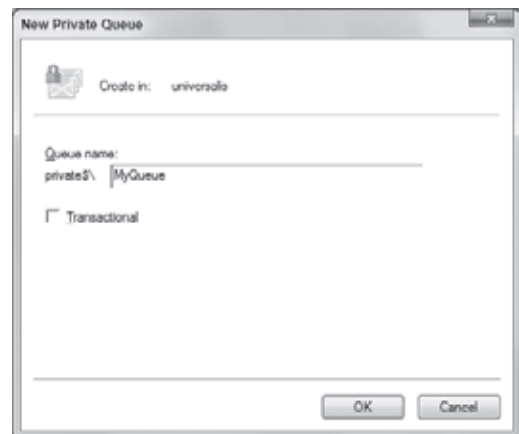 New Private Queue
Create in: universalis
Queue name:
private$\ MyQueue
Transactional
OK Cancel